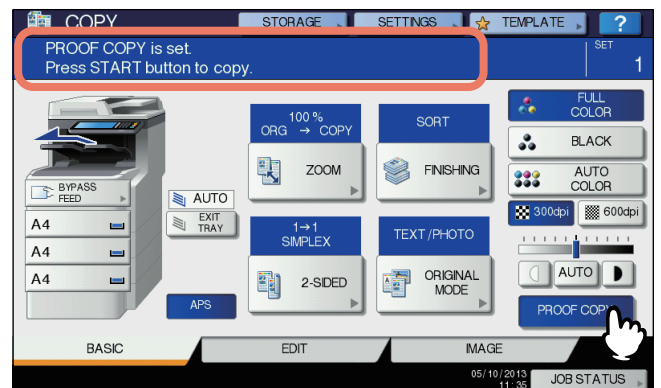 COPY
STORAGE
SETTINGS
TEMPLATE
?
PROOF COPY is set.
Press START button to copy.
SET
1
100 %
ORG → COPY
ZOOM
SORT
FINISHING
FULL
COLOR
BLACK
AUTO
COLOR
300dpi
600dpi
BYPASS
FEED
A4
A4
A4
AUTO
EXIT
TRAY
APS
1→1
SIMPLEX
2-SIDED
TEXT/PHOTO
ORIGINAL
MODE
AUTO
PROOF COPY
BASIC
EDIT
IMAGE
05/10/2013
11:35
JOB STATUS